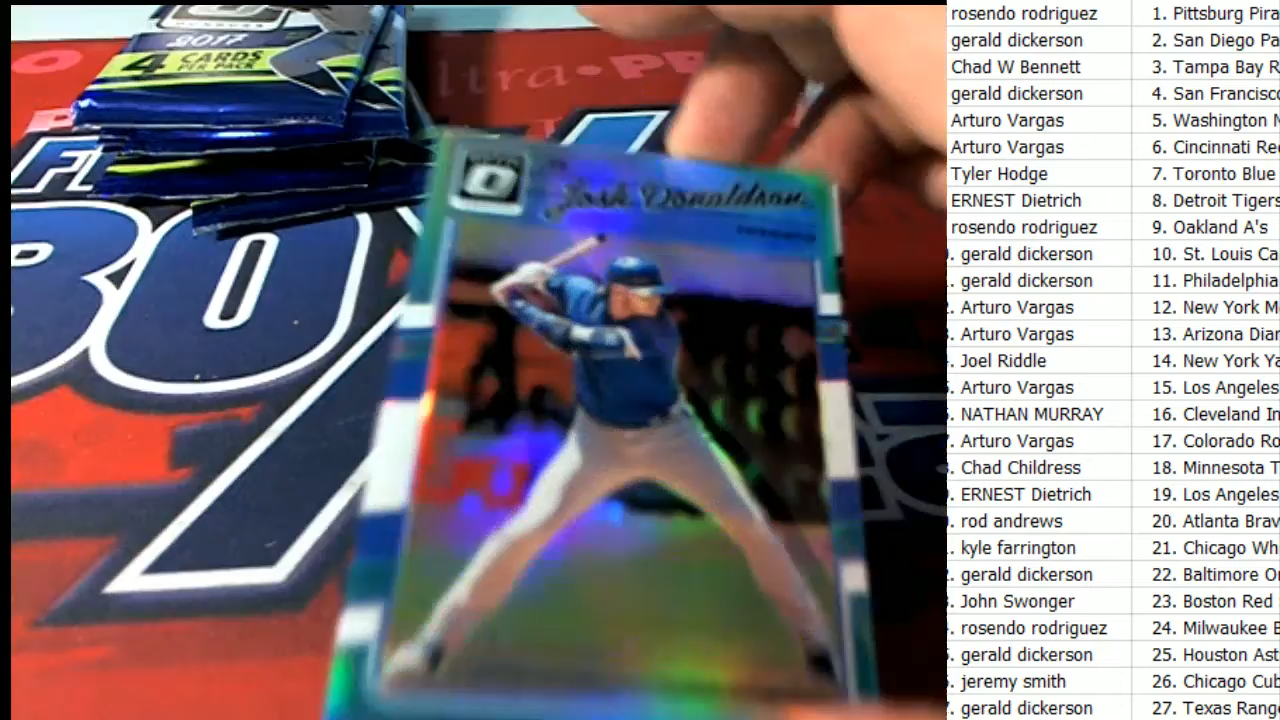 2017
4 CARDS
PER PACK
ltra • PR
FL
Josh Donaldson
rosendo rodriguez 1. Pittsburg Pira
gerald dickerson 2. San Diego Pa
Chad W Bennett 3. Tampa Bay R
gerald dickerson 4. San Francisco
Arturo Vargas 5. Washington N
Arturo Vargas 6. Cincinnati Re
Tyler Hodge 7. Toronto Blue
ERNEST Dietrich 8. Detroit Tigers
rosendo rodriguez 9. Oakland A's
. gerald dickerson 10. St. Louis Ca
. gerald dickerson 11. Philadelphia
. Arturo Vargas 12. New York M
. Arturo Vargas 13. Arizona Diar
. Joel Riddle 14. New York Ya
. Arturo Vargas 15. Los Angeles
. NATHAN MURRAY 16. Cleveland In
. Arturo Vargas 17. Colorado Ro
. Chad Childress 18. Minnesota T
. ERNEST Dietrich 19. Los Angeles
. rod andrews 20. Atlanta Brav
. kyle farrington 21. Chicago Wh
. gerald dickerson 22. Baltimore O
. John Swonger 23. Boston Red
. rosendo rodriguez 24. Milwaukee B
. gerald dickerson 25. Houston Ast
. jeremy smith 26. Chicago Cub
. gerald dickerson 27. Texas Range